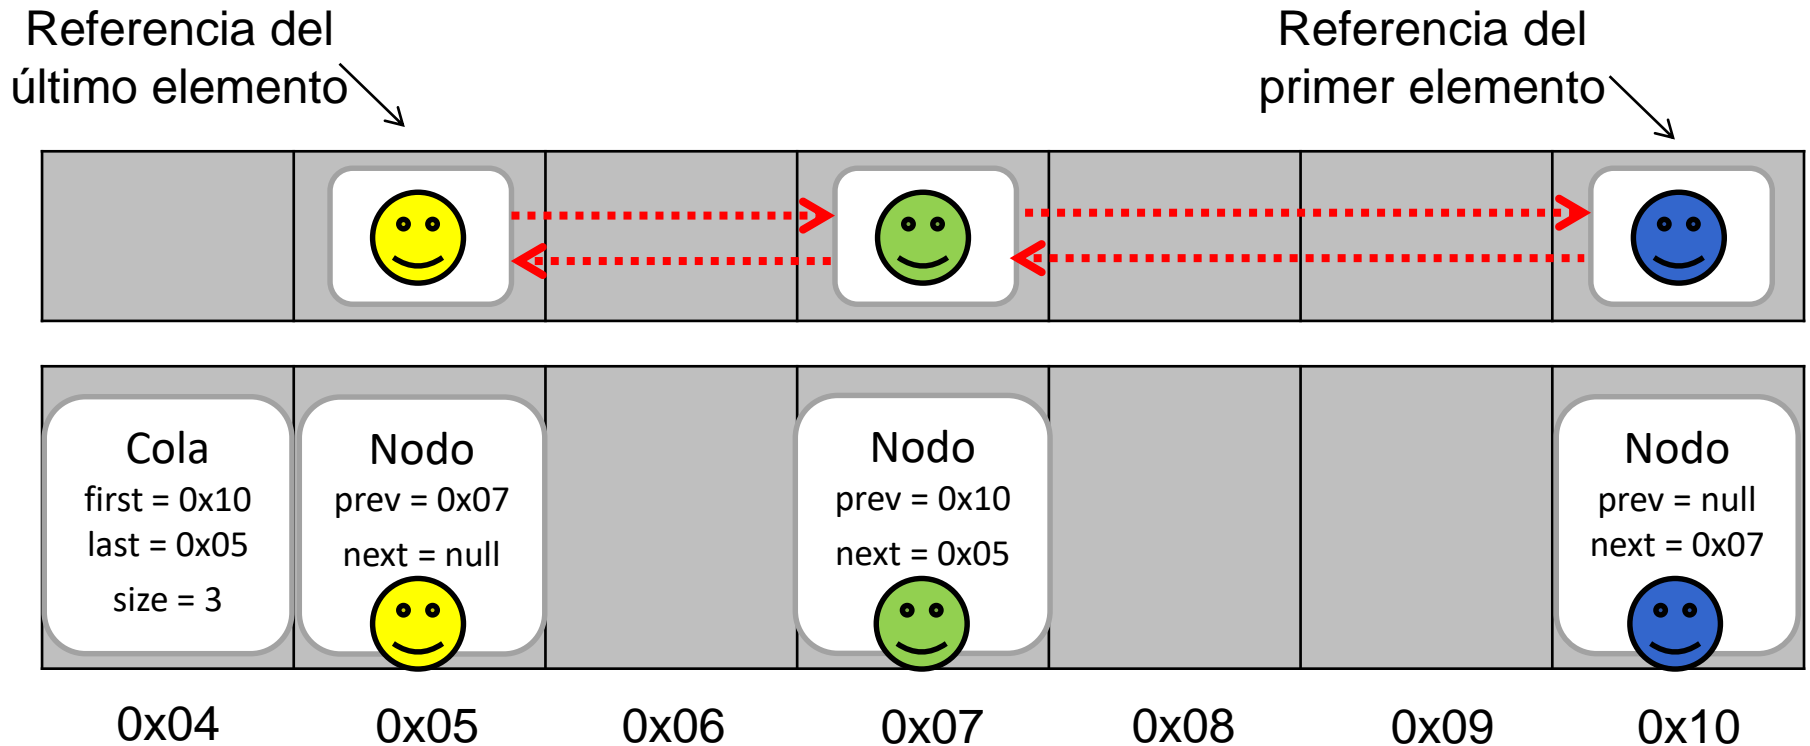 Referencia del
último elemento
Referencia del
primer elemento
Cola
first = 0x10
last = 0x05
size = 3
Nodo
prev = 0x07
next = null
Nodo
prev = 0x10
next = 0x05
Nodo
prev = null
next = 0x07
0x04
0x05
0x06
0x07
0x08
0x09
0x10